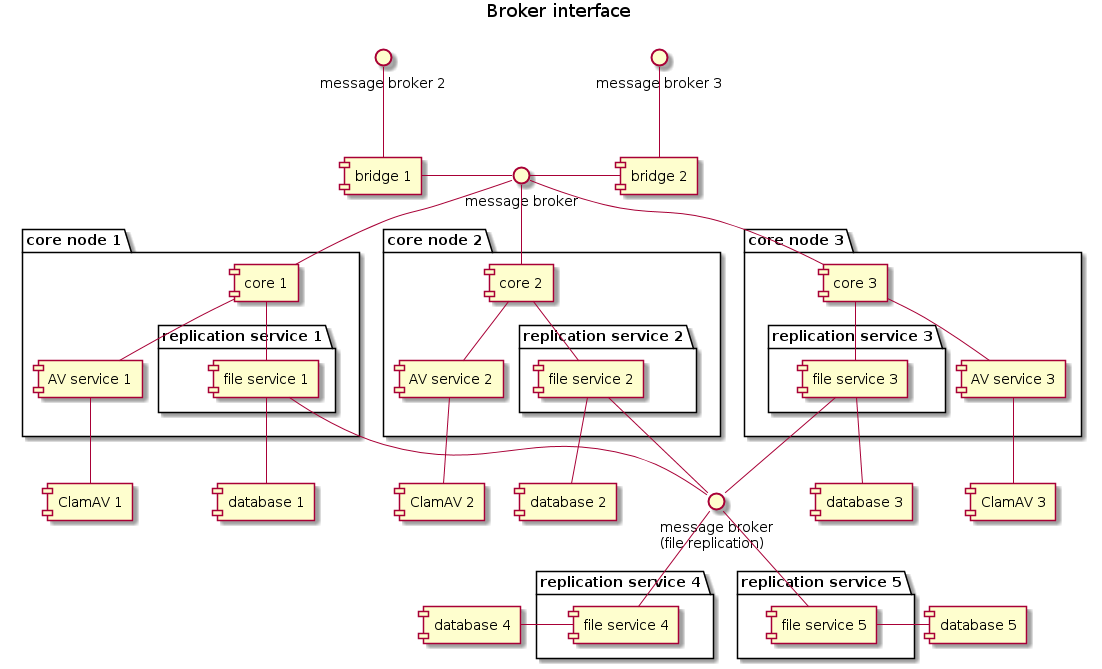 Broker interface
message broker 2
message broker 3
bridge 1
bridge 2
message broker
core node 1
core node 2
core node 3
core 1
core 2
core 3
replication service 1
replication service 2
replication service 3
AV service 1
file service 1
AV service 2
file service 2
file service 3
AV service 3
ClamAV 1
database 1
ClamAV 2
database 2
database 3
ClamAV 3
message broker
(file replication)
replication service 4
replication service 5
database 4
file service 4
file service 5
database 5